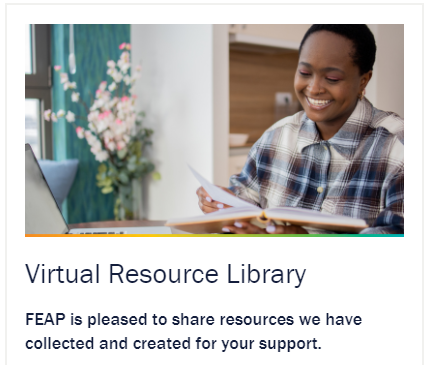 Virtual Resource Library
FEAP is pleased to share resources we have
collected and created for your support.